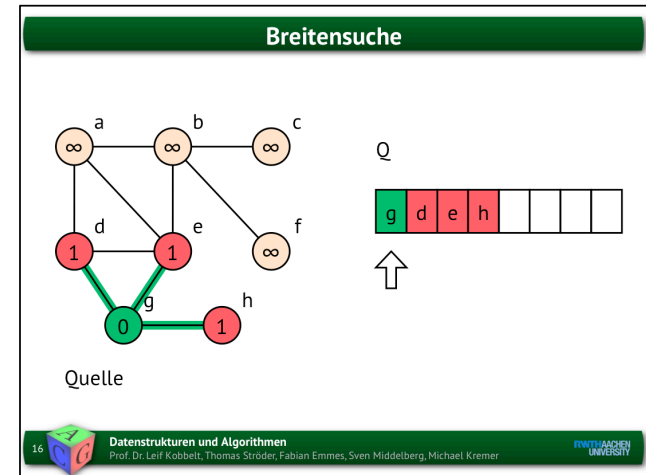 Breitensuche
a b c
∞ ∞ ∞
Q
g d e h
d e f
1 1 ∞
g h
0 1
Quelle
16
A C G
Datenstrukturen und Algorithmen
Prof. Dr. Leif Kobbelt, Thomas Ströder, Fabian Emmes, Sven Middelberg, Michael Kremer
RWTHAACHEN
UNIVERSITY